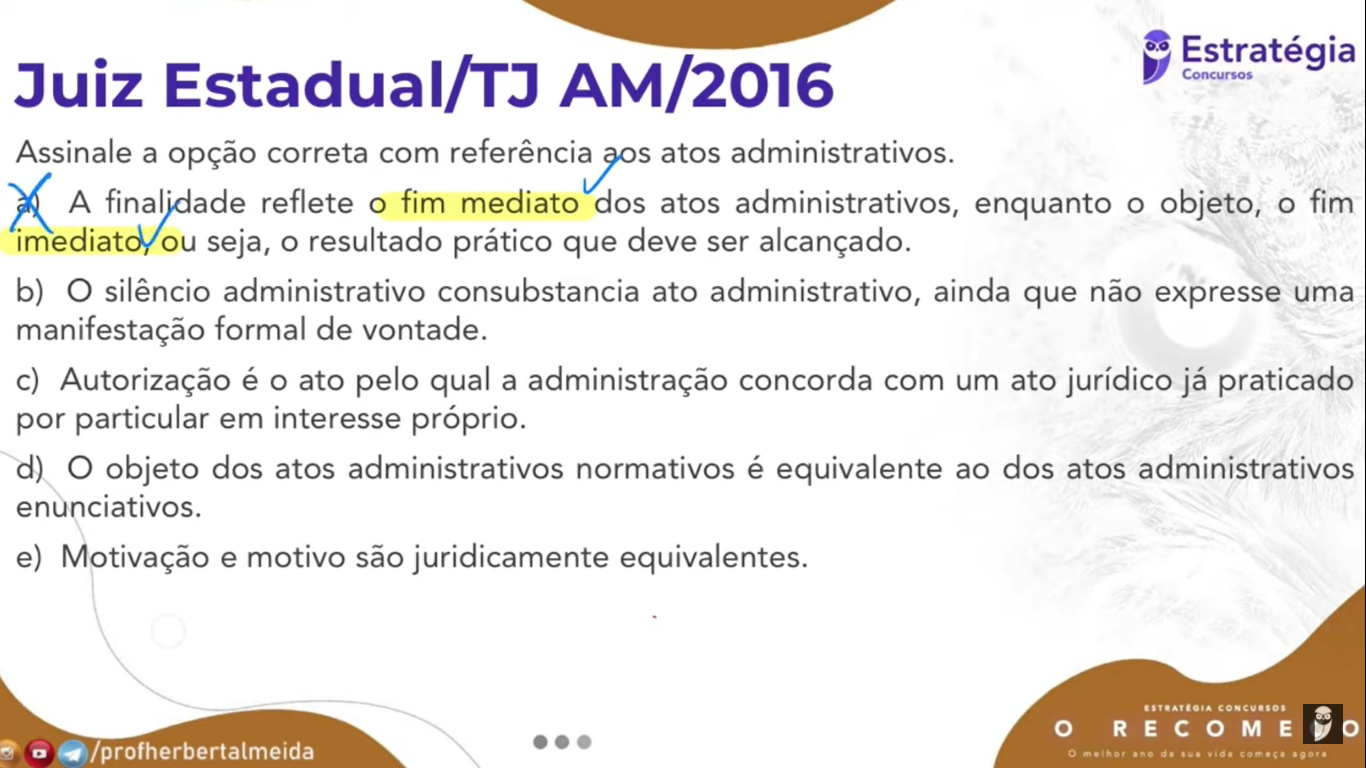 Estratégia
Concursos
Juiz Estadual/TJ AM/2016
Assinale a opção correta com referência aos atos administrativos.
a) A finalidade reflete o fim mediato dos atos administrativos, enquanto o objeto, o fim
imediato, ou seja, o resultado prático que deve ser alcançado.
b) O silêncio administrativo consubstancia ato administrativo, ainda que não expresse uma
manifestação formal de vontade.
c) Autorização é o ato pelo qual a administração concorda com um ato jurídico já praticado
por particular em interesse próprio.
d) O objeto dos atos administrativos normativos é equivalente ao dos atos administrativos
enunciativos.
e) Motivação e motivo são juridicamente equivalentes.
ESTRATÉGIA CONCURSOS
O RECOME O
O melhor ano da sua vida começa agora
/profherbertalmeida